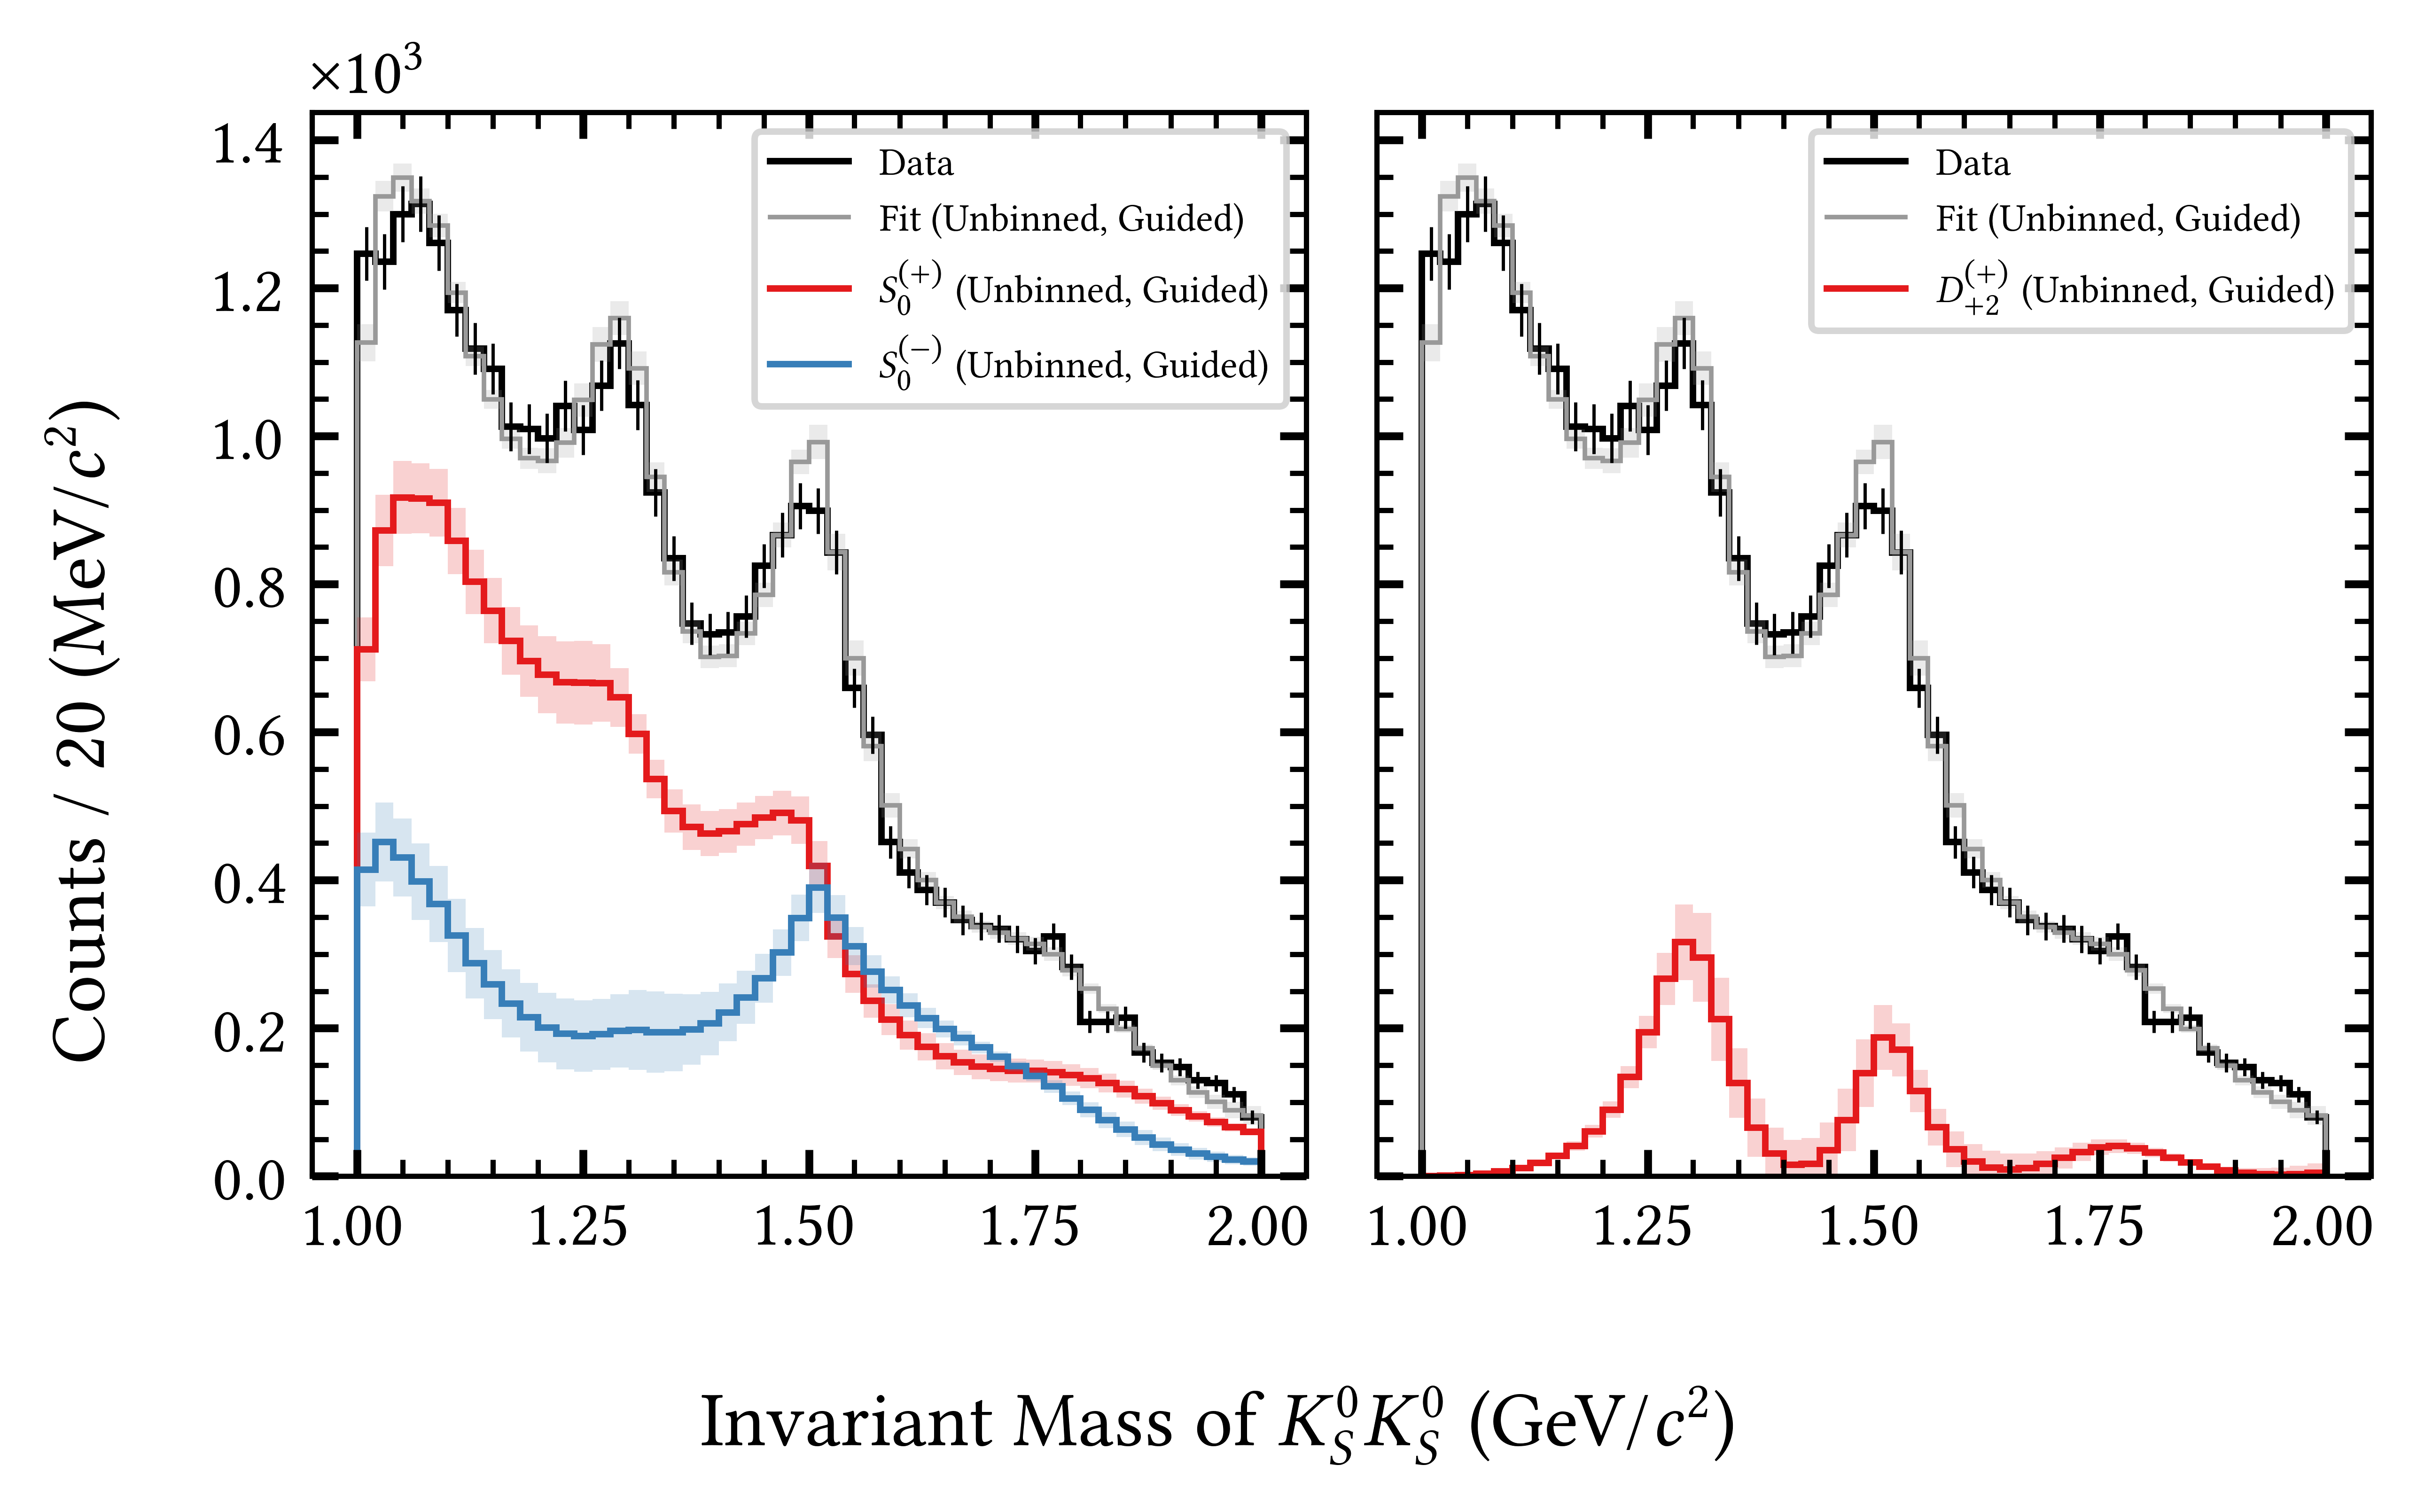 ×10³
Counts / 20 (MeV/c²)
1.4
1.2
1.0
0.8
0.6
0.4
0.2
0.0
Data
Fit (Unbinned, Guided)
S₀⁽⁺⁾ (Unbinned, Guided)
S₀⁽⁻⁾ (Unbinned, Guided)
1.00 1.25 1.50 1.75 2.00
Data
Fit (Unbinned, Guided)
D₊₂⁽⁺⁾ (Unbinned, Guided)
1.00 1.25 1.50 1.75 2.00
Invariant Mass of K_S⁰K_S⁰ (GeV/c²)